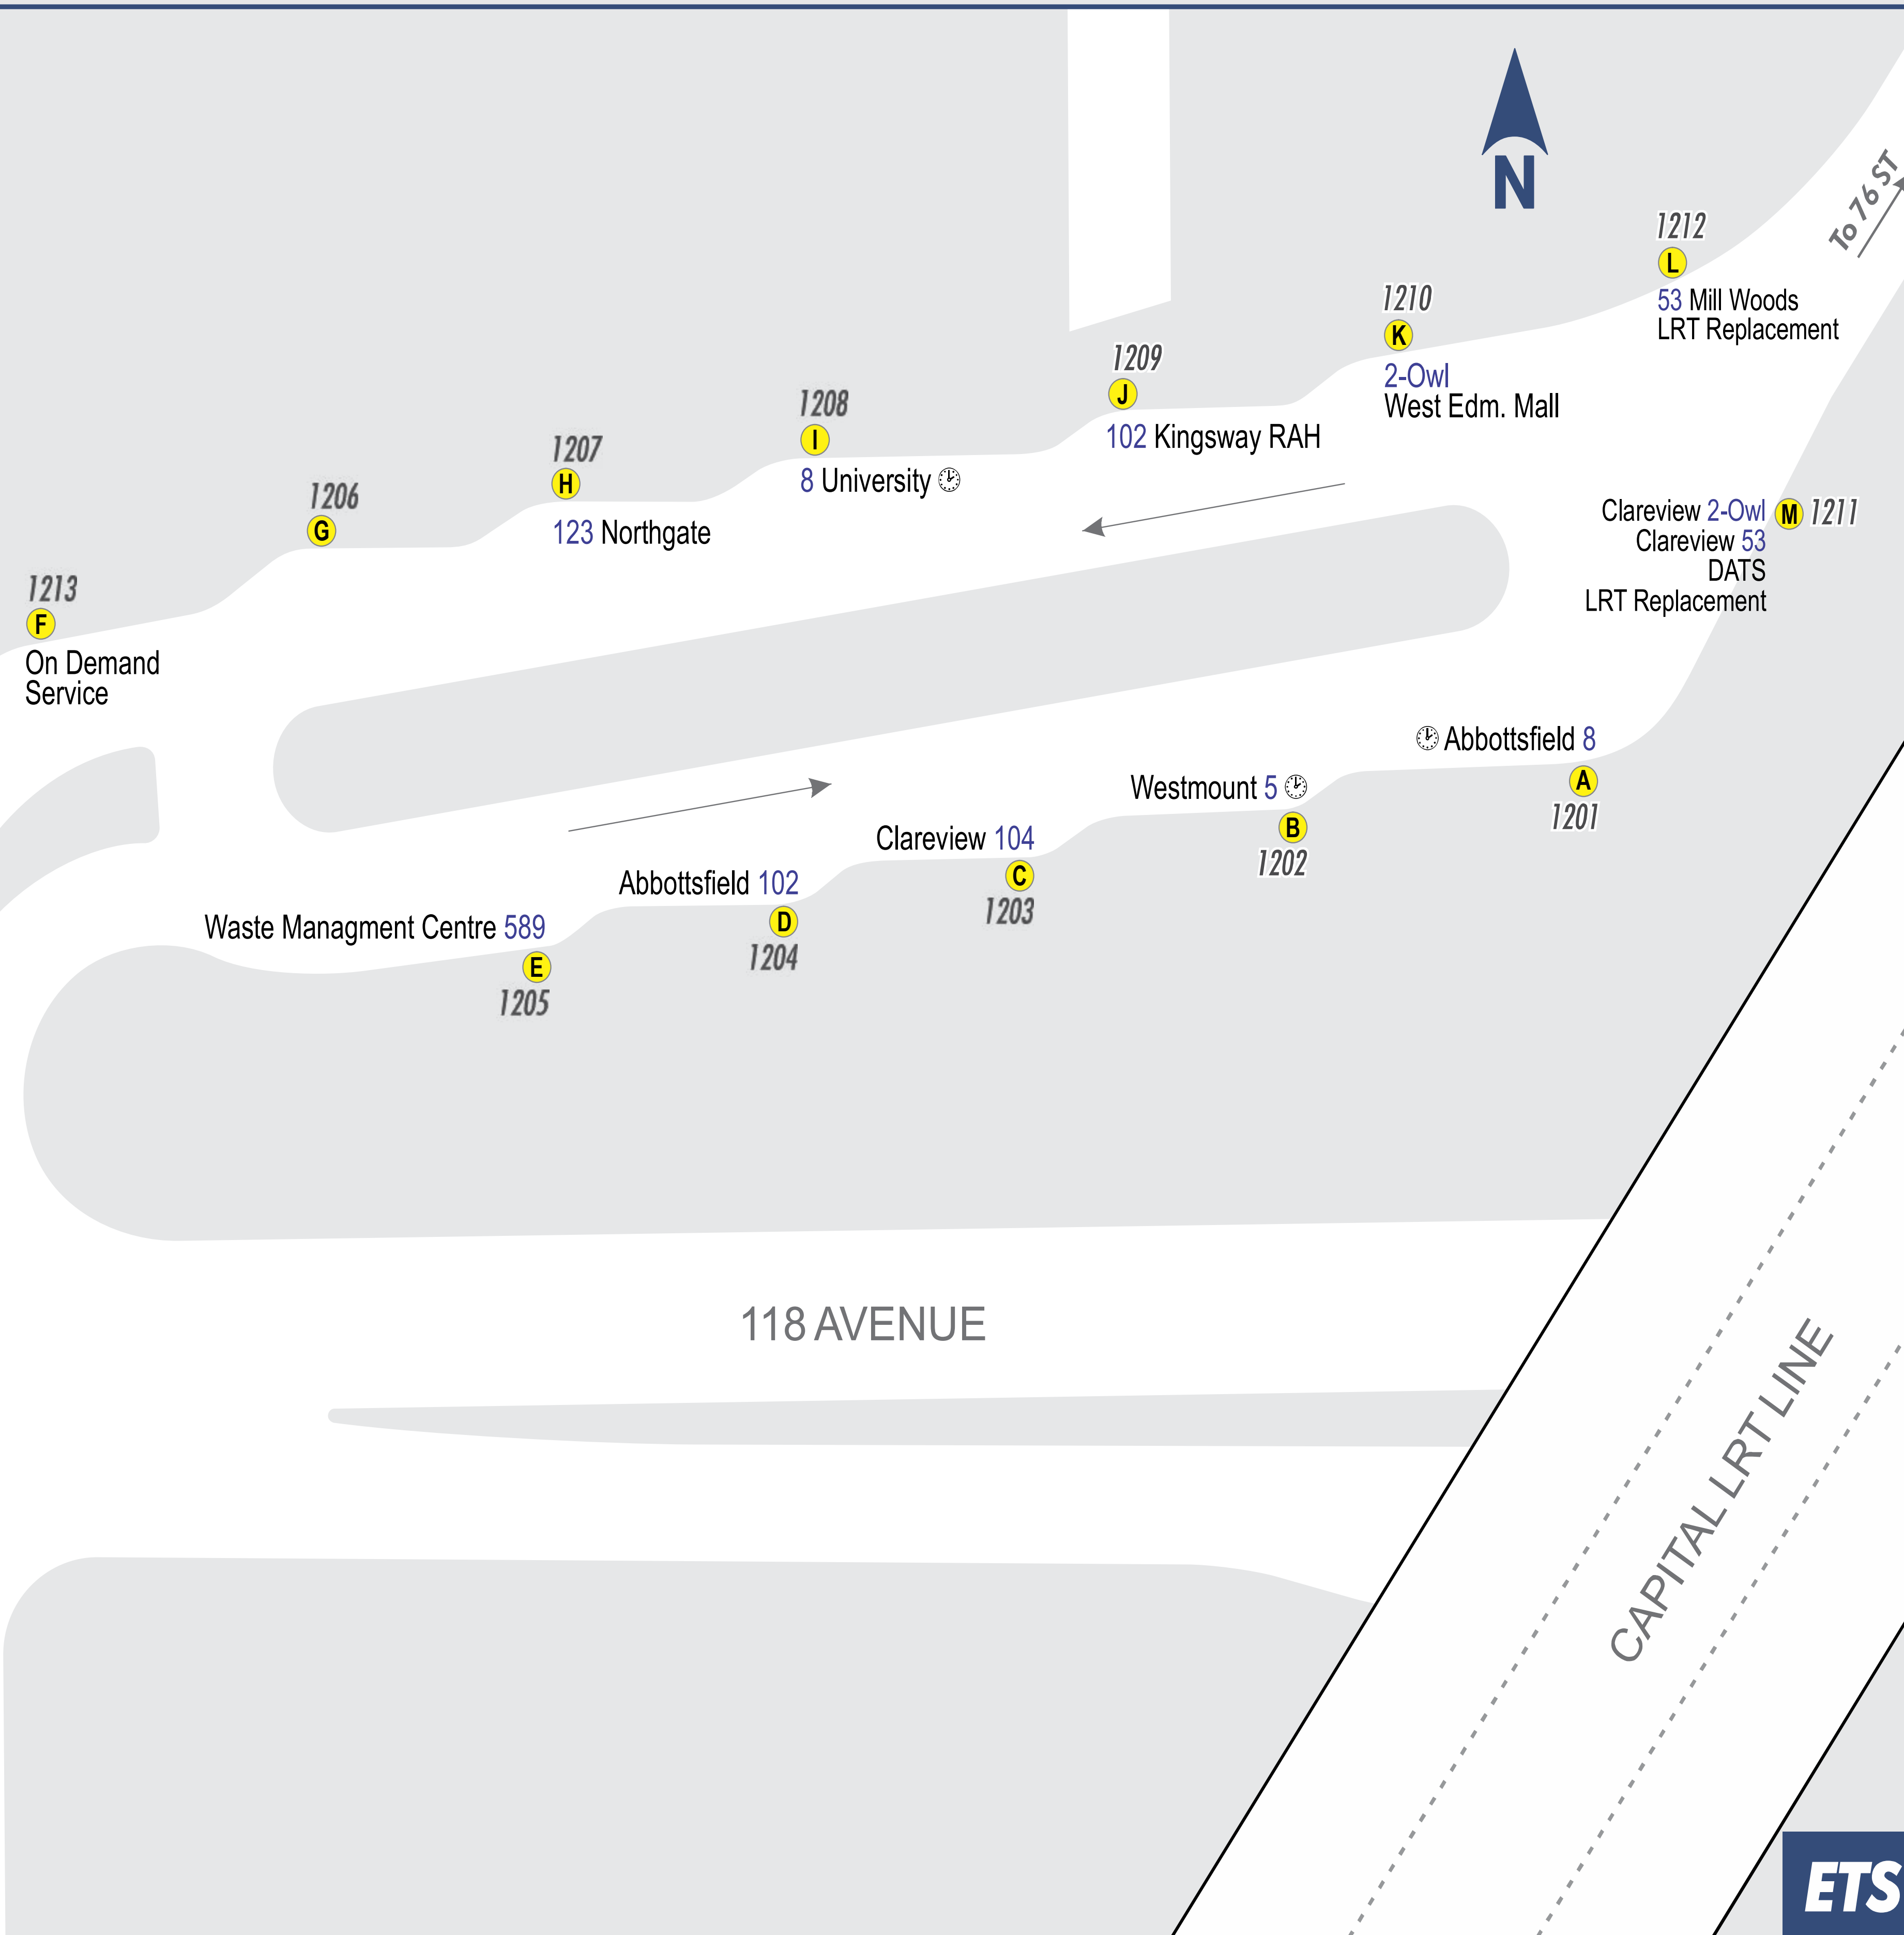 N
To 76 ST
1212
L
53 Mill Woods
LRT Replacement
1210
K
2-Owl
West Edm. Mall
1209
J
102 Kingsway RAH
1208
I
8 University
1207
H
123 Northgate
1206
G
1213
F
On Demand
Service
Clareview 2-Owl M 1211
Clareview 53
DATS
LRT Replacement
Abbottsfield 8
A
1201
Westmount 5
B
1202
Clareview 104
C
1203
Abbottsfield 102
D
1204
Waste Managment Centre 589
E
1205
118 AVENUE
CAPITAL LRT LINE
ETS